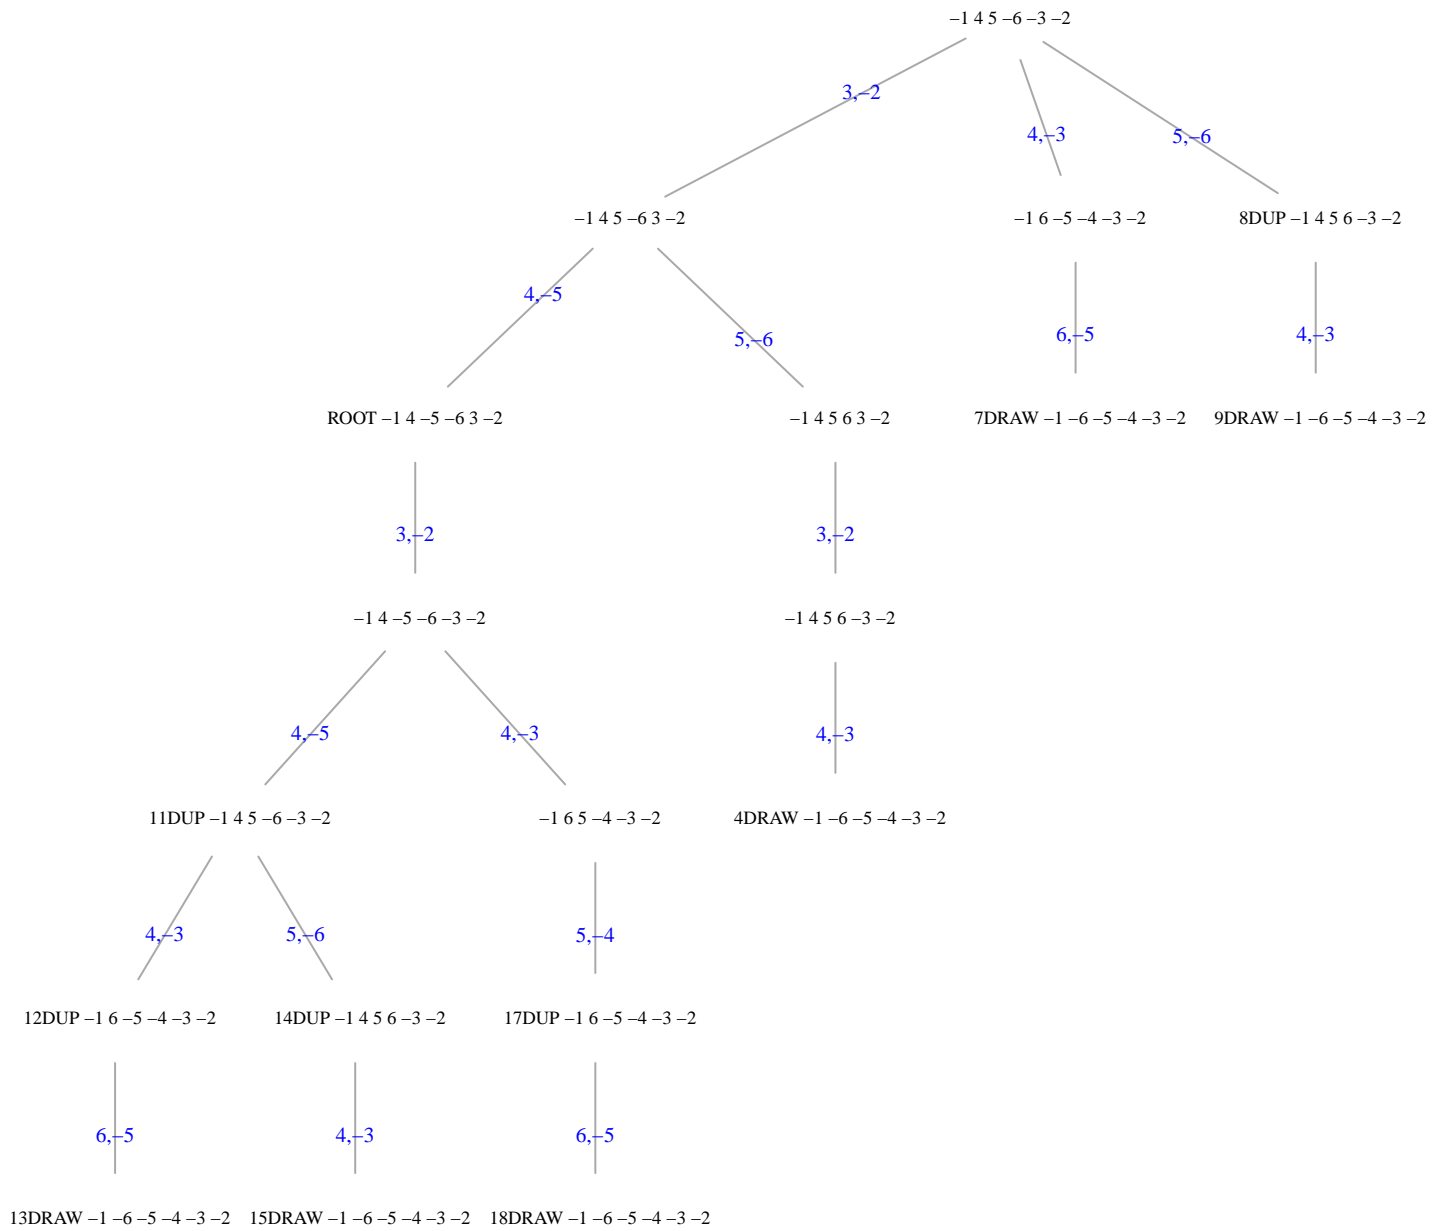 –1 4 5 –6 –3 –2
3,–2
4,–3
5,–6
–1 4 5 –6 3 –2
–1 6 –5 –4 –3 –2
8DUP –1 4 5 6 –3 –2
4,–5
5,–6
6,–5
4,–3
ROOT –1 4 –5 –6 3 –2
–1 4 5 6 3 –2
7DRAW –1 –6 –5 –4 –3 –2
9DRAW –1 –6 –5 –4 –3 –2
3,–2
3,–2
–1 4 –5 –6 –3 –2
–1 4 5 6 –3 –2
4,–5
4,–3
4,–3
11DUP –1 4 5 –6 –3 –2
–1 6 5 –4 –3 –2
4DRAW –1 –6 –5 –4 –3 –2
4,–3
5,–6
5,–4
12DUP –1 6 –5 –4 –3 –2
14DUP –1 4 5 6 –3 –2
17DUP –1 6 –5 –4 –3 –2
6,–5
4,–3
6,–5
13DRAW –1 –6 –5 –4 –3 –2
15DRAW –1 –6 –5 –4 –3 –2
18DRAW –1 –6 –5 –4 –3 –2